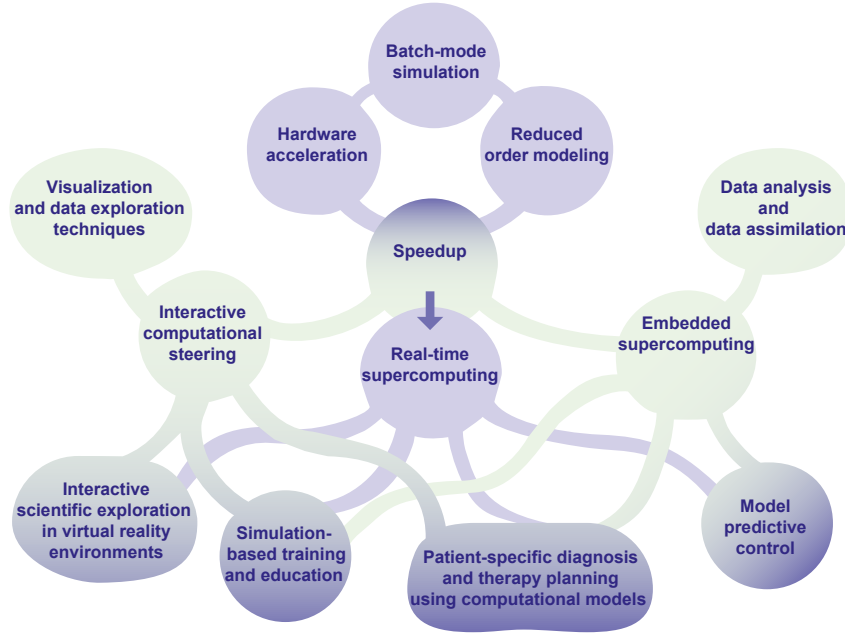 Batch-mode
simulation
Hardware
acceleration
Reduced
order modeling
Visualization
and data exploration
techniques
Data analysis
and
data assimilation
Speedup
Interactive
computational
steering
Embedded
supercomputing
Real-time
supercomputing
Interactive
scientific exploration
in virtual reality
environments
Simulation-
based training
and education
Patient-specific diagnosis
and therapy planning
using computational models
Model
predictive
control